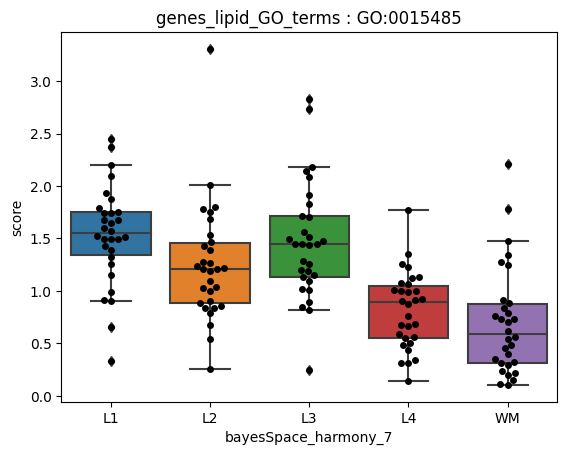 genes_lipid_GO_terms : GO:0015485
3.0
2.5
2.0
1.5
1.0
0.5
0.0
score
L1 L2 L3 L4 WM
bayesSpace_harmony_7